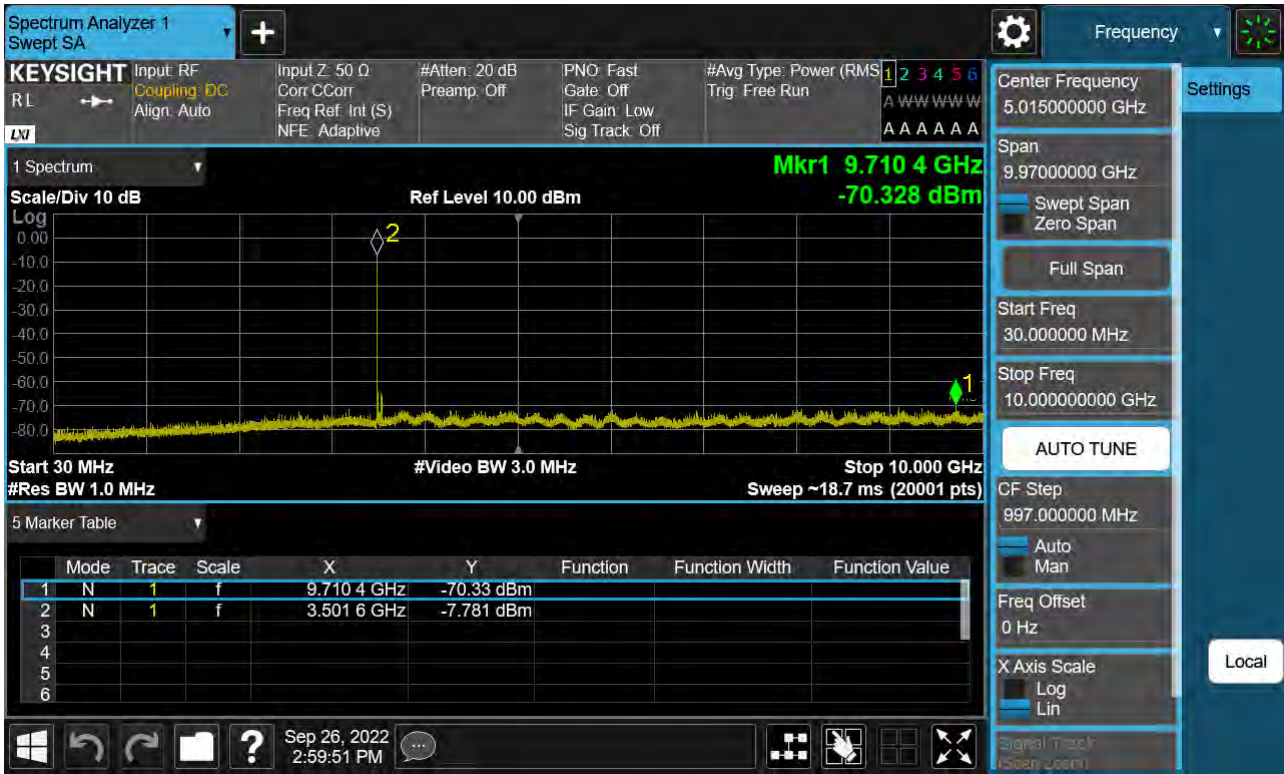 Spectrum Analyzer 1
Swept SA
+
Frequency
KEYSIGHT
RL
LXI
Input: RF
Coupling: DC
Align: Auto
Input Z: 50 Ω
Corr CCorr
Freq Ref: Int (S)
NFE: Adaptive
#Atten: 20 dB
Preamp: Off
PNO: Fast
Gate: Off
IF Gain: Low
Sig Track: Off
#Avg Type: Power (RMS
Trig: Free Run
1 2 3 4 5 6
A W W W W W
A A A A A A
1 Spectrum
Mkr1 9.710 4 GHz
-70.328 dBm
Scale/Div 10 dB
Ref Level 10.00 dBm
Log
0.00
-10.0
-20.0
-30.0
-40.0
-50.0
-60.0
-70.0
-80.0
2
1
Start 30 MHz
#Video BW 3.0 MHz
Stop 10.000 GHz
#Res BW 1.0 MHz
Sweep ~18.7 ms (20001 pts)
5 Marker Table
Mode Trace Scale X Y Function Function Width Function Value
1 N 1 f 9.710 4 GHz -70.33 dBm
2 N 1 f 3.501 6 GHz -7.781 dBm
3
4
5
6
Sep 26, 2022
2:59:51 PM
?
Center Frequency
5.015000000 GHz
Settings
Span
9.97000000 GHz
Swept Span
Zero Span
Full Span
Start Freq
30.000000 MHz
Stop Freq
10.000000000 GHz
AUTO TUNE
CF Step
997.000000 MHz
Auto
Man
Freq Offset
0 Hz
X Axis Scale
Log
Lin
Local
Signal Track
(Span Zoom)